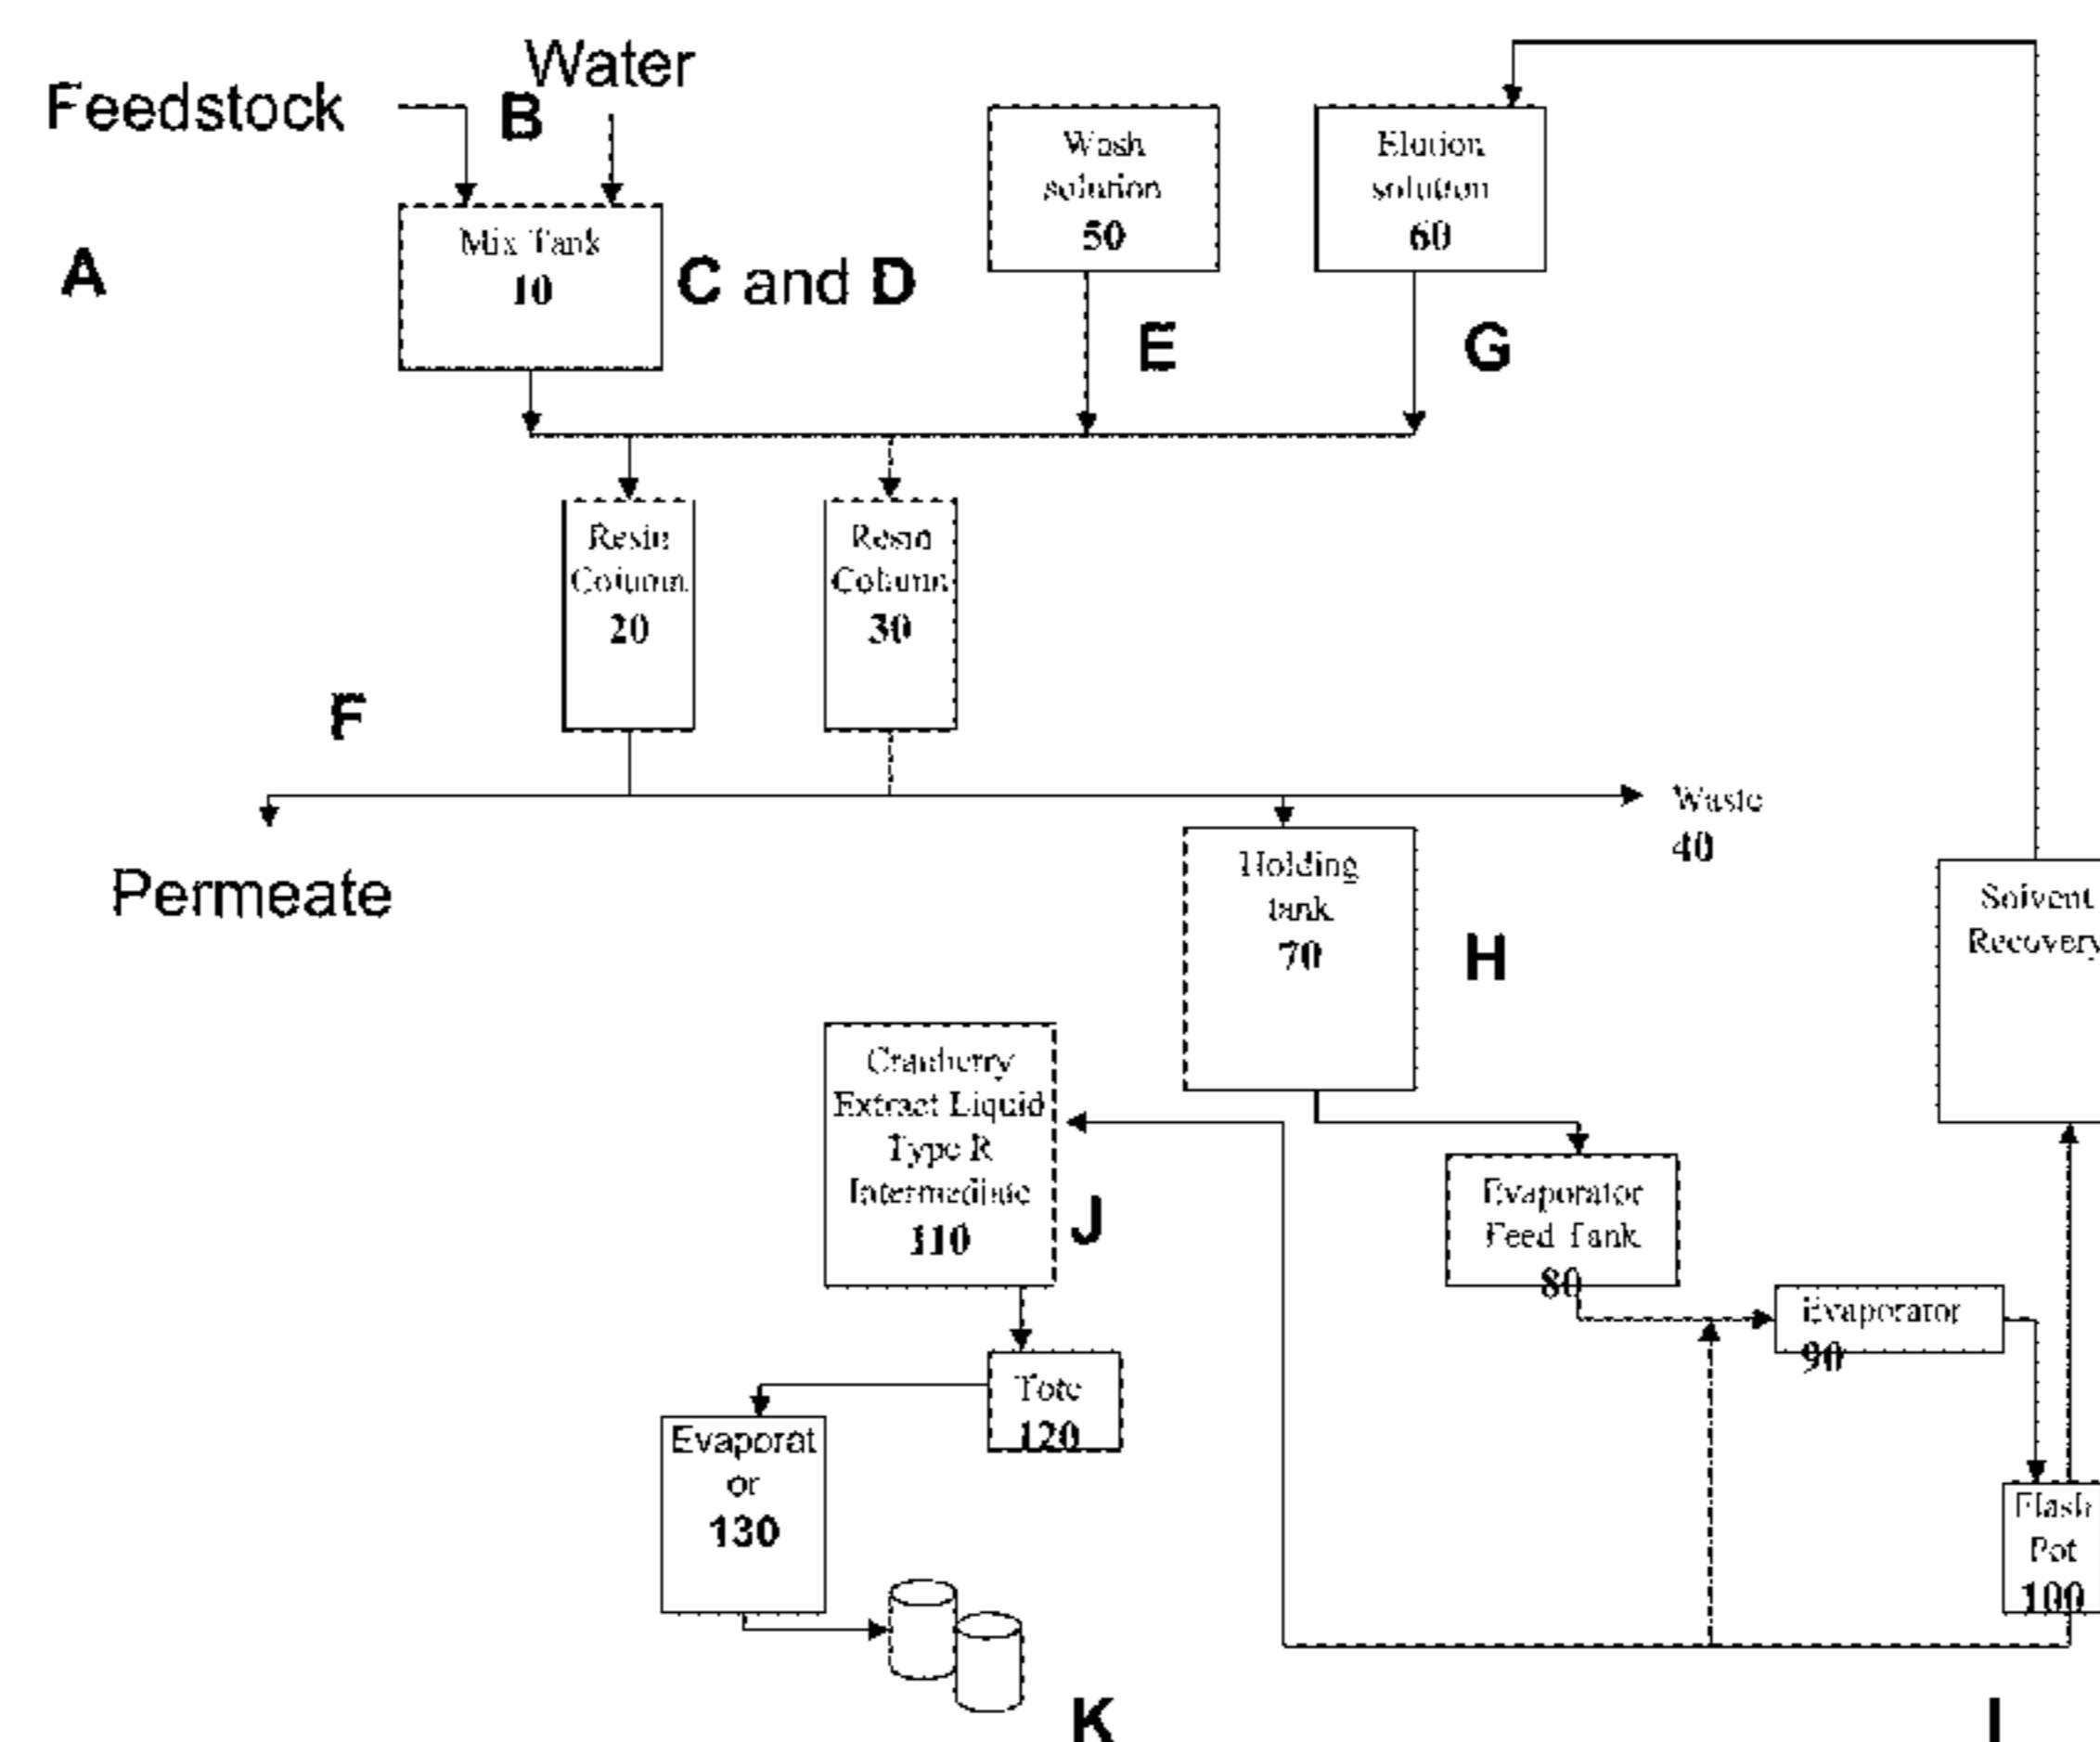 Water
Feedstock
B
Wash
solution
50
Elution
solution
60
A
Mix Tank
10
C and D
E
G
Resin
Column
20
Resin
Column
30
F
Waste
40
Permeate
Holding
tank
70
H
Solvent
Recovery
Cranberry
Extract Liquid
Type R
Intermediate
110
J
Evaporator
Feed Tank
80
Evaporator
90
Tote
120
Evaporat
or
130
Flash
Pot
100
K
I